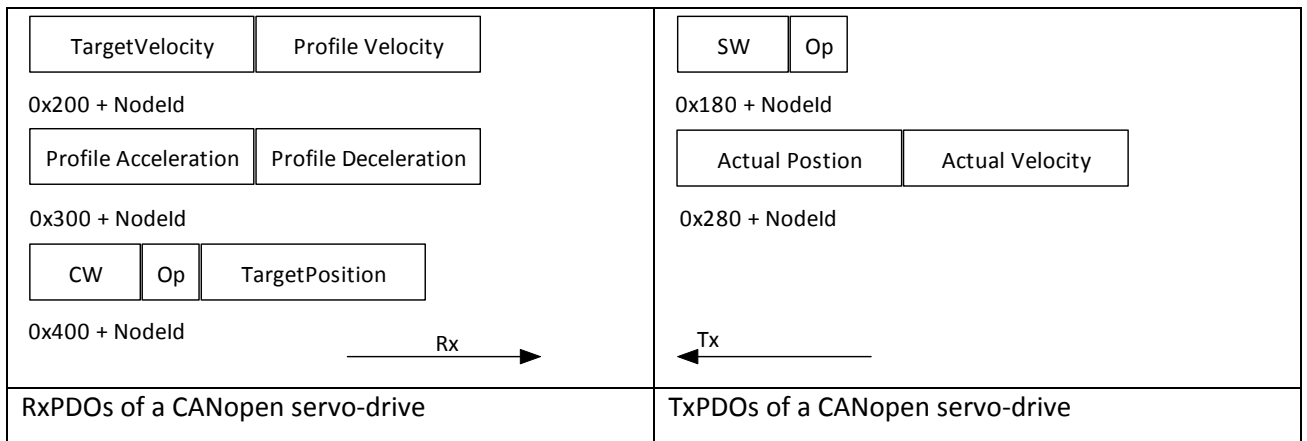 TargetVelocity Profile Velocity
0x200 + NodeId
Profile Acceleration Profile Deceleration
0x300 + NodeId
CW Op TargetPosition
0x400 + NodeId
Rx
RxPDOs of a CANopen servo-drive
SW Op
0x180 + NodeId
Actual Postion Actual Velocity
0x280 + NodeId
Tx
TxPDOs of a CANopen servo-drive